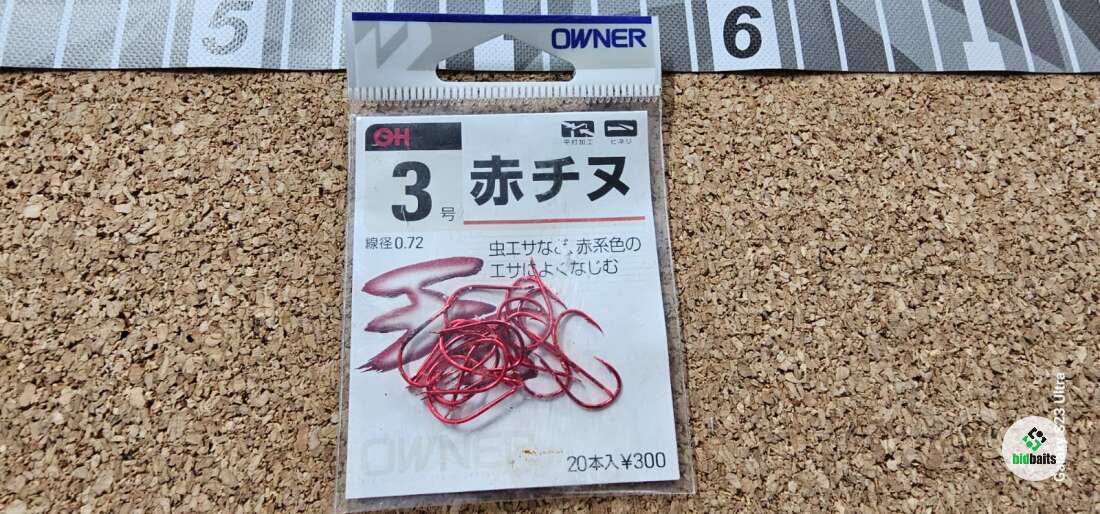 5 6
OWNER
OH
平打加工 ヒネリ
3号
赤チヌ
線径0.72
虫エサなど、赤系色の
エサによくなじむ
OWNER
20本入¥300
bidbaits